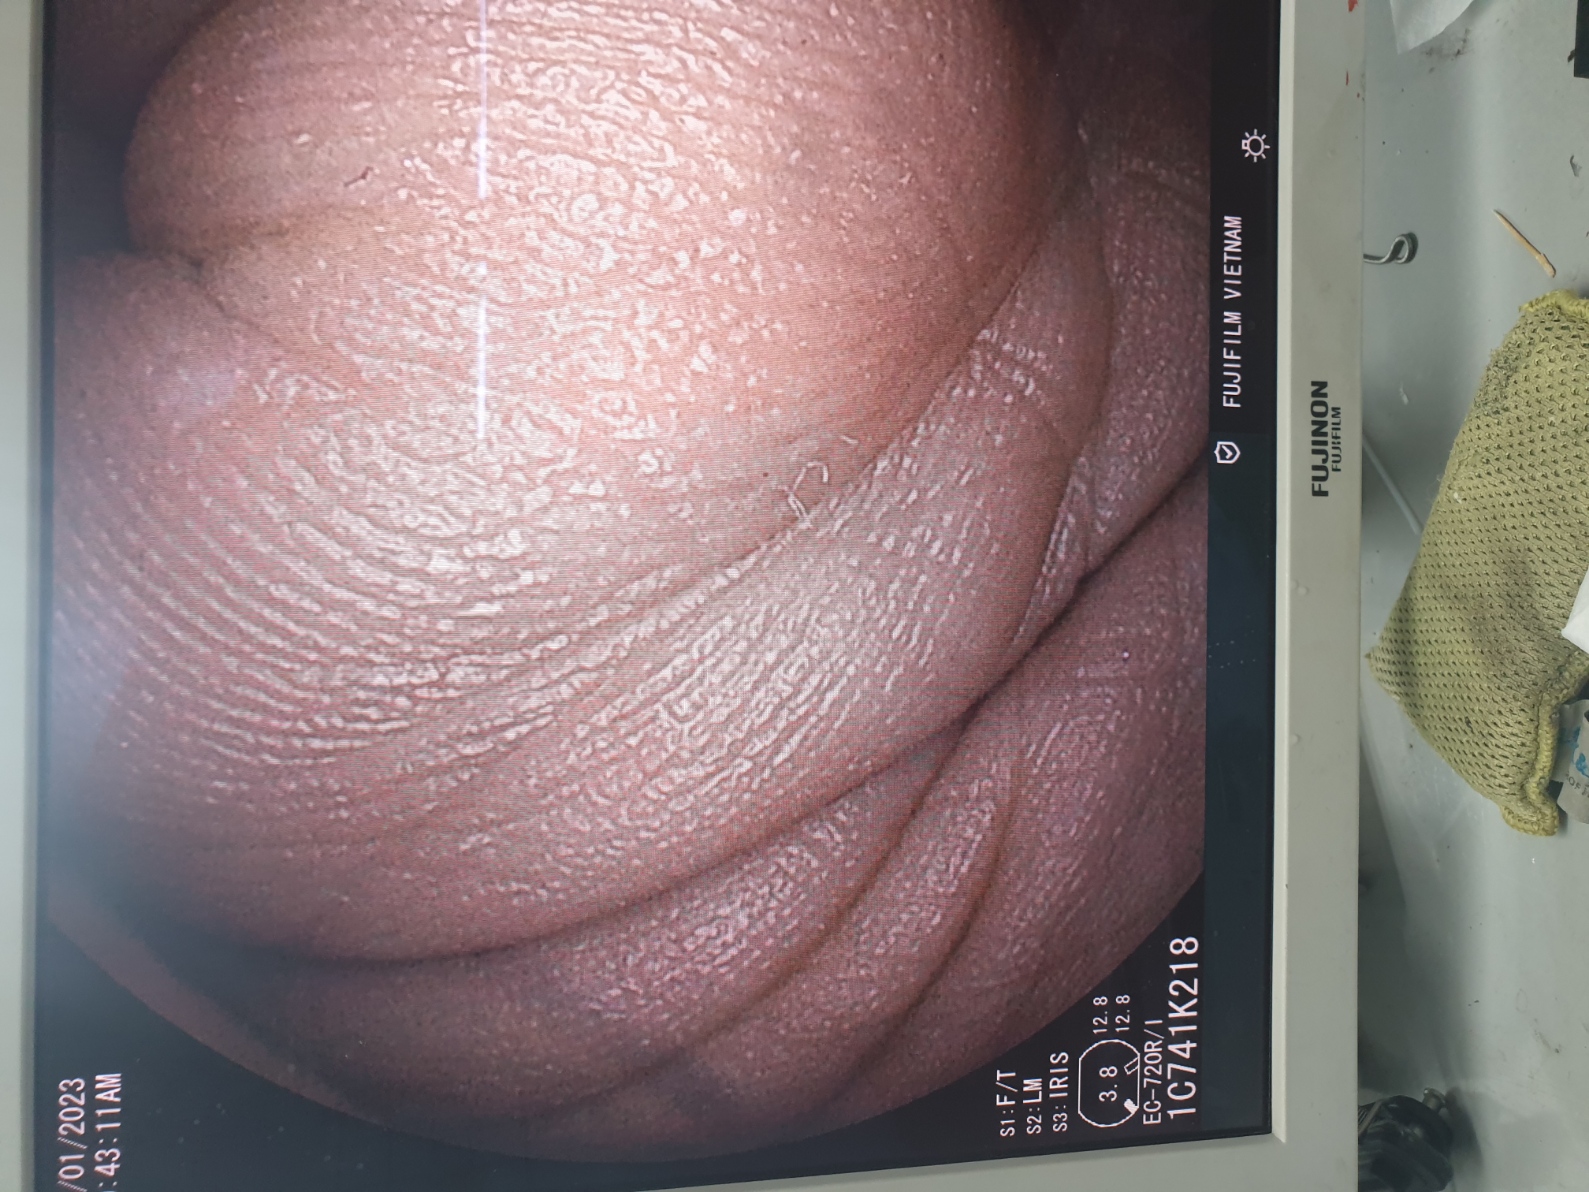 /01/2023
:43:11AM
S1:F/T
S2:LM
S3:IRIS
3.8
12.8
12.8
EC-720R/I
1C741K218
FUJIFILM VIETNAM
FUJINON
FUJIFILM